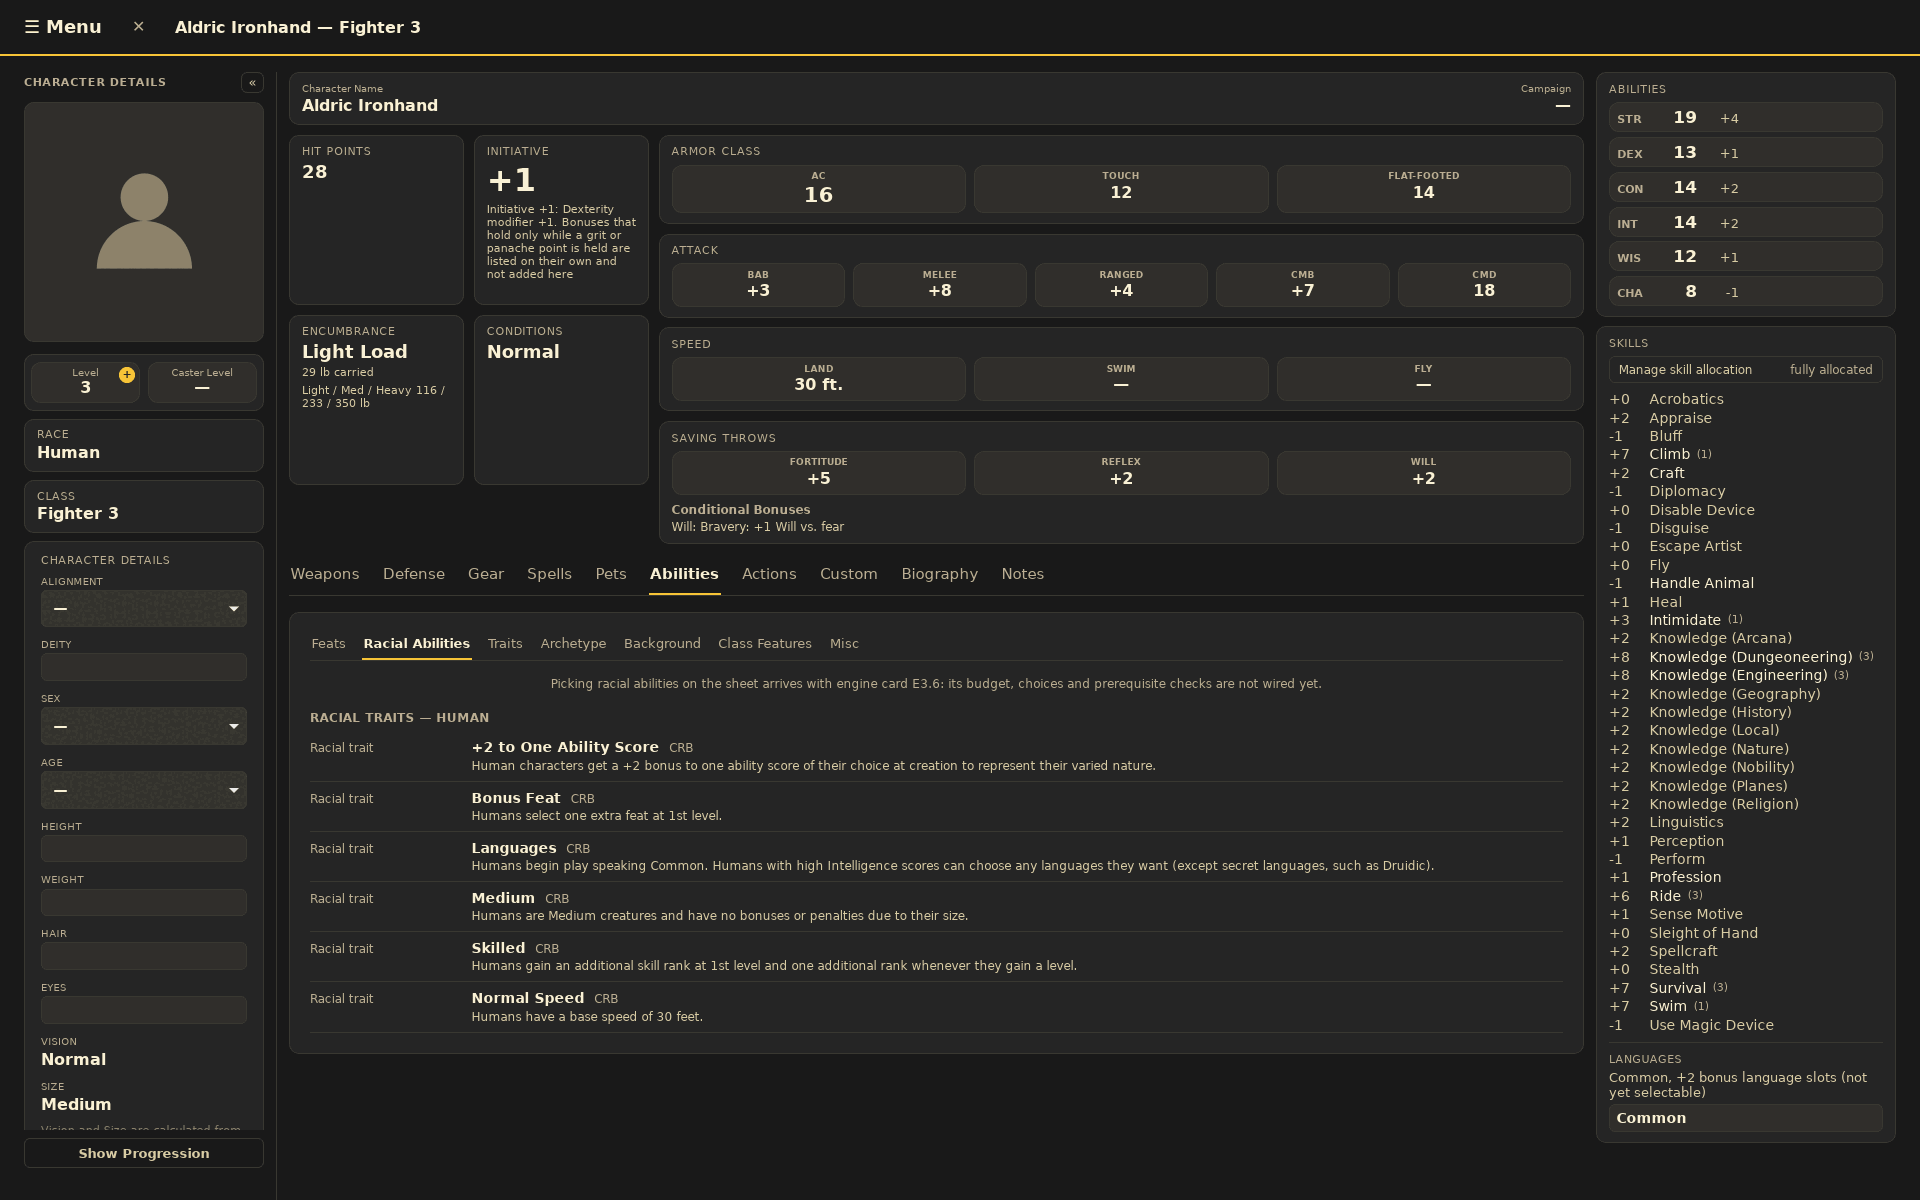 ☰ Menu
✕
Aldric Ironhand — Fighter 3
CHARACTER DETAILS
«
Level
3
+
Caster Level
—
RACE
Human
CLASS
Fighter 3
CHARACTER DETAILS
ALIGNMENT
—
DEITY
SEX
—
AGE
—
HEIGHT
WEIGHT
HAIR
EYES
VISION
Normal
SIZE
Medium
Vision and Size are calculated from
Show Progression
Character Name
Aldric Ironhand
Campaign
—
HIT POINTS
28
INITIATIVE
+1
Initiative +1: Dexterity
modifier +1. Bonuses that
hold only while a grit or
panache point is held are
listed on their own and
not added here
ENCUMBRANCE
Light Load
29 lb carried
Light / Med / Heavy 116 /
233 / 350 lb
CONDITIONS
Normal
ARMOR CLASS
AC
16
TOUCH
12
FLAT-FOOTED
14
ATTACK
BAB
+3
MELEE
+8
RANGED
+4
CMB
+7
CMD
18
SPEED
LAND
30 ft.
SWIM
—
FLY
—
SAVING THROWS
FORTITUDE
+5
REFLEX
+2
WILL
+2
Conditional Bonuses
Will: Bravery: +1 Will vs. fear
Weapons Defense Gear Spells Pets Abilities Actions Custom Biography Notes
Feats Racial Abilities Traits Archetype Background Class Features Misc
Picking racial abilities on the sheet arrives with engine card E3.6: its budget, choices and prerequisite checks are not wired yet.
RACIAL TRAITS — HUMAN
Racial trait +2 to One Ability Score CRB
Human characters get a +2 bonus to one ability score of their choice at creation to represent their varied nature.
Racial trait Bonus Feat CRB
Humans select one extra feat at 1st level.
Racial trait Languages CRB
Humans begin play speaking Common. Humans with high Intelligence scores can choose any languages they want (except secret languages, such as Druidic).
Racial trait Medium CRB
Humans are Medium creatures and have no bonuses or penalties due to their size.
Racial trait Skilled CRB
Humans gain an additional skill rank at 1st level and one additional rank whenever they gain a level.
Racial trait Normal Speed CRB
Humans have a base speed of 30 feet.
ABILITIES
STR 19 +4
DEX 13 +1
CON 14 +2
INT 14 +2
WIS 12 +1
CHA 8 -1
SKILLS
Manage skill allocation fully allocated
+0 Acrobatics
+2 Appraise
-1 Bluff
+7 Climb (1)
+2 Craft
-1 Diplomacy
+0 Disable Device
-1 Disguise
+0 Escape Artist
+0 Fly
-1 Handle Animal
+1 Heal
+3 Intimidate (1)
+2 Knowledge (Arcana)
+8 Knowledge (Dungeoneering) (3)
+8 Knowledge (Engineering) (3)
+2 Knowledge (Geography)
+2 Knowledge (History)
+2 Knowledge (Local)
+2 Knowledge (Nature)
+2 Knowledge (Nobility)
+2 Knowledge (Planes)
+2 Knowledge (Religion)
+2 Linguistics
+1 Perception
-1 Perform
+1 Profession
+6 Ride (3)
+1 Sense Motive
+0 Sleight of Hand
+2 Spellcraft
+0 Stealth
+7 Survival (3)
+7 Swim (1)
-1 Use Magic Device
LANGUAGES
Common, +2 bonus language slots (not
yet selectable)
Common